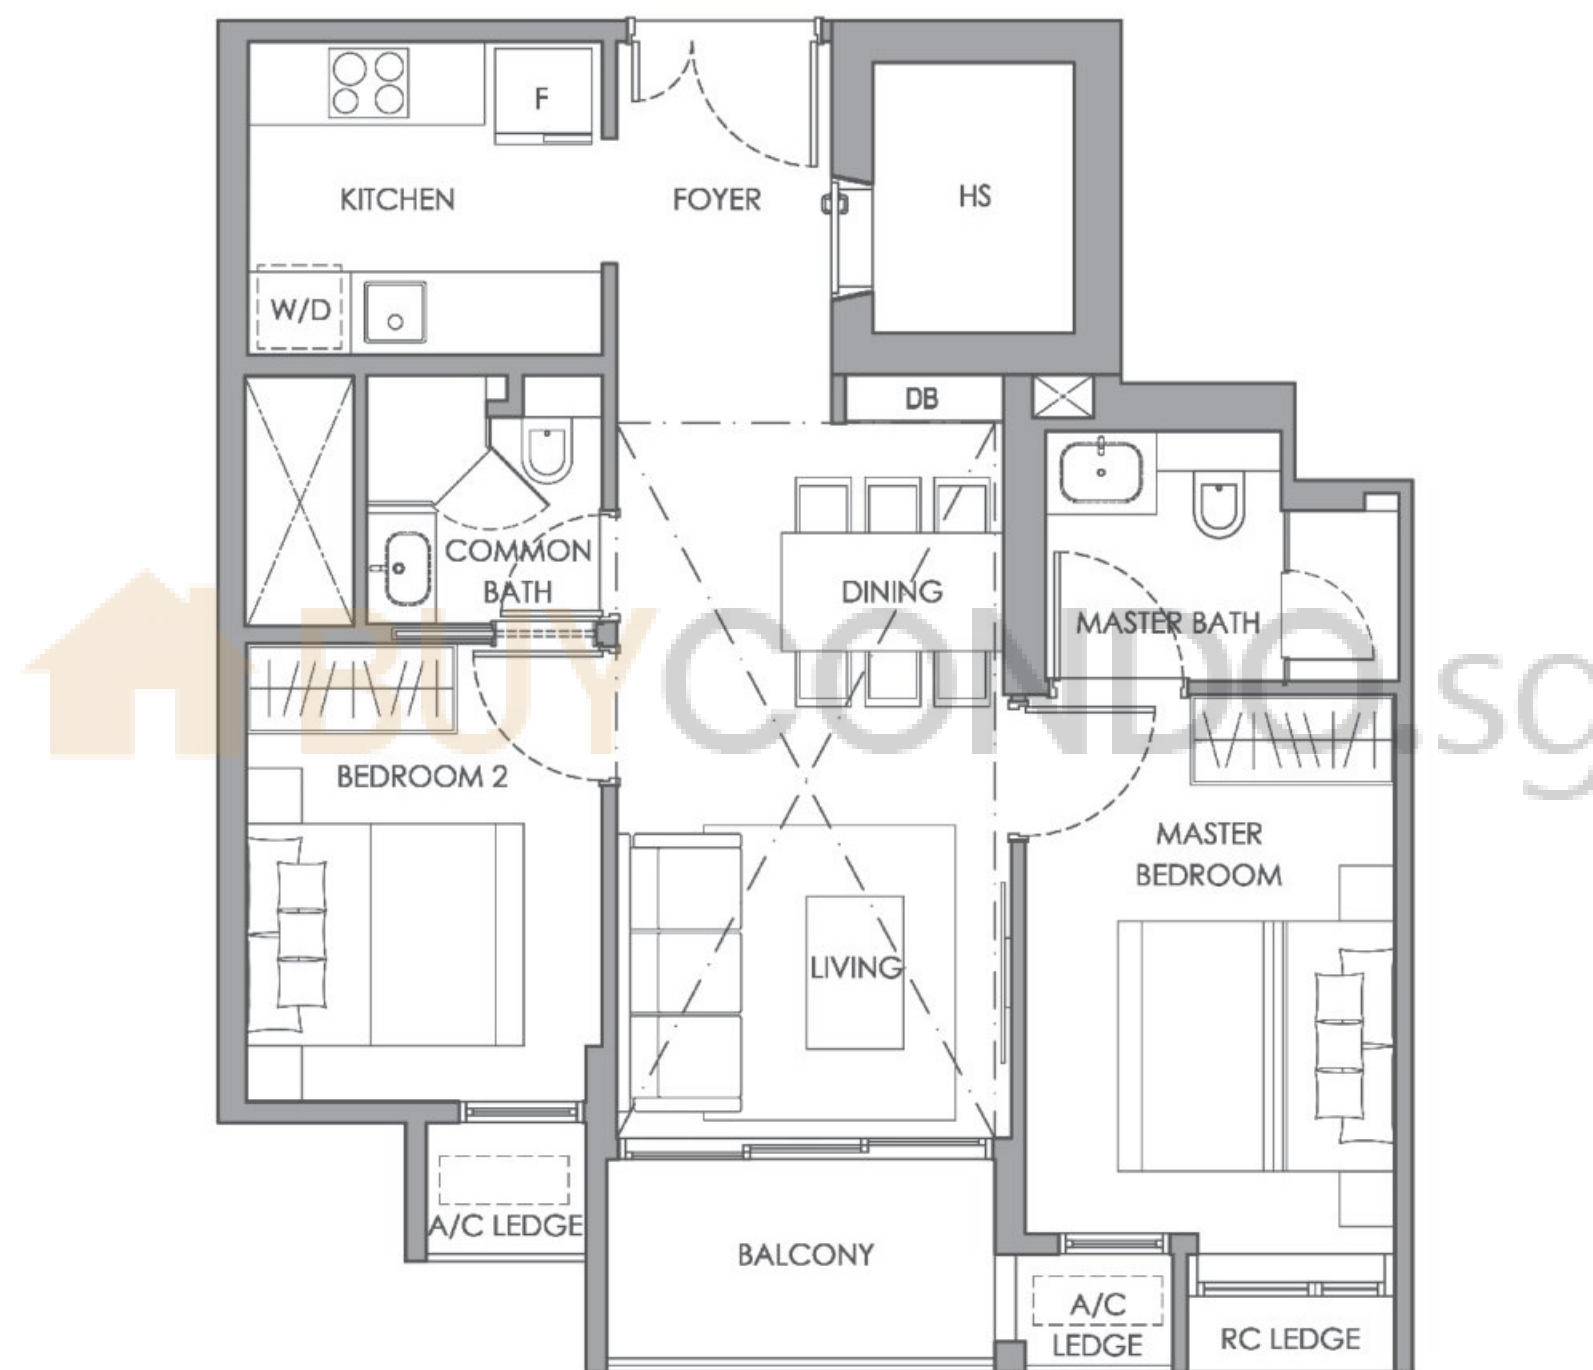 F
KITCHEN
FOYER
HS
W/D
DB
COMMON
BATH
DINING
MASTER BATH
BUYCONDO.sg
BEDROOM 2
MASTER
BEDROOM
LIVING
A/C LEDGE
BALCONY
A/C
LEDGE
RC LEDGE